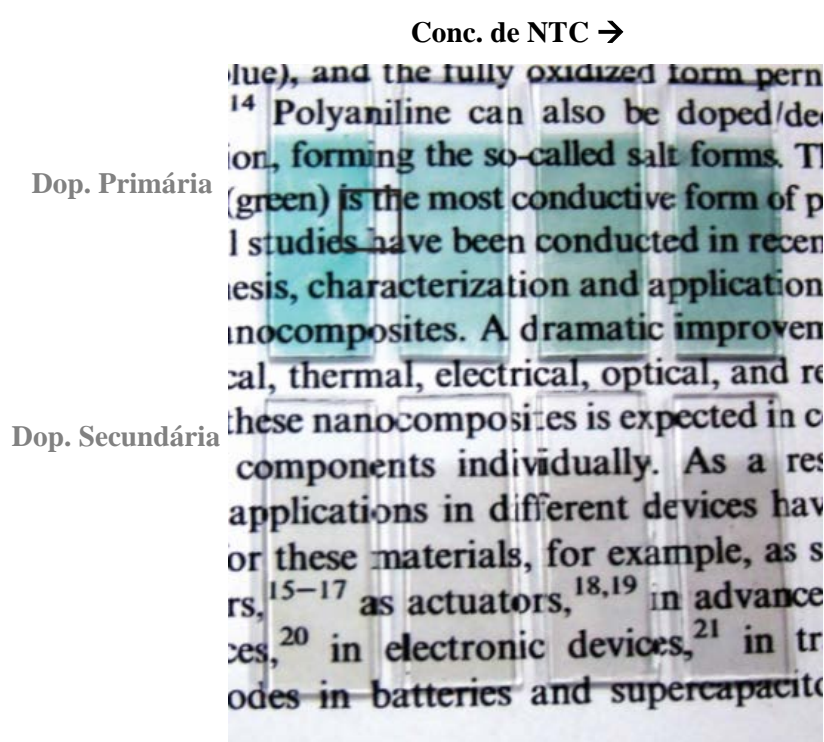 Conc. de NTC →
lue), and the fully oxidized form pern
14 Polyaniline can also be doped/dec
ion, forming the so-called salt forms. Th
Dop. Primária
(green) is the most conductive form of p
l studies have been conducted in recen
nesis, characterization and application
nocomposites. A dramatic improvem
cal, thermal, electrical, optical, and re
these nanocomposites is expected in c
Dop. Secundária
components individually. As a res
applications in different devices hav
or these materials, for example, as s
rs,15–17 as actuators,18,19 in advance
ces,20 in electronic devices,21 in tr
odes in batteries and supercapacito